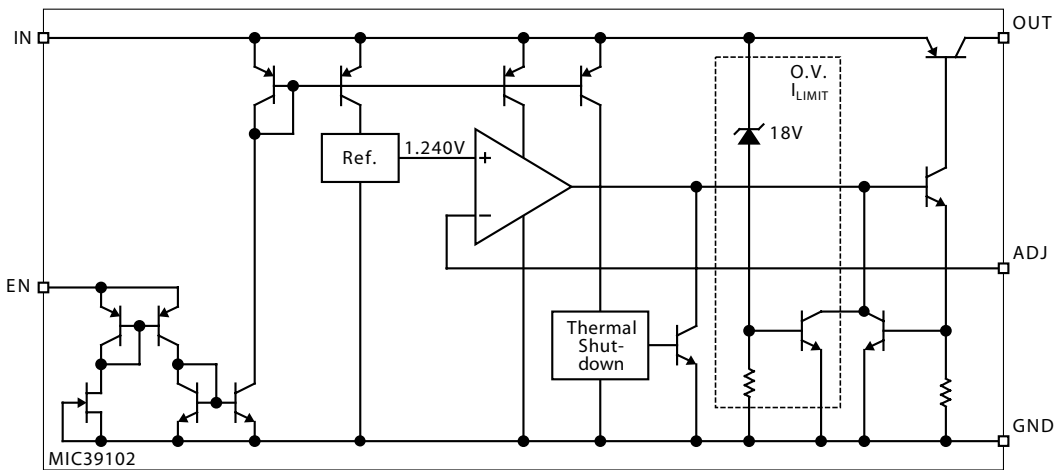 OUT
IN
O.V.
ILIMIT
18V
Ref.
1.240V
+
−
ADJ
EN
Thermal
Shut-
down
GND
MIC39102